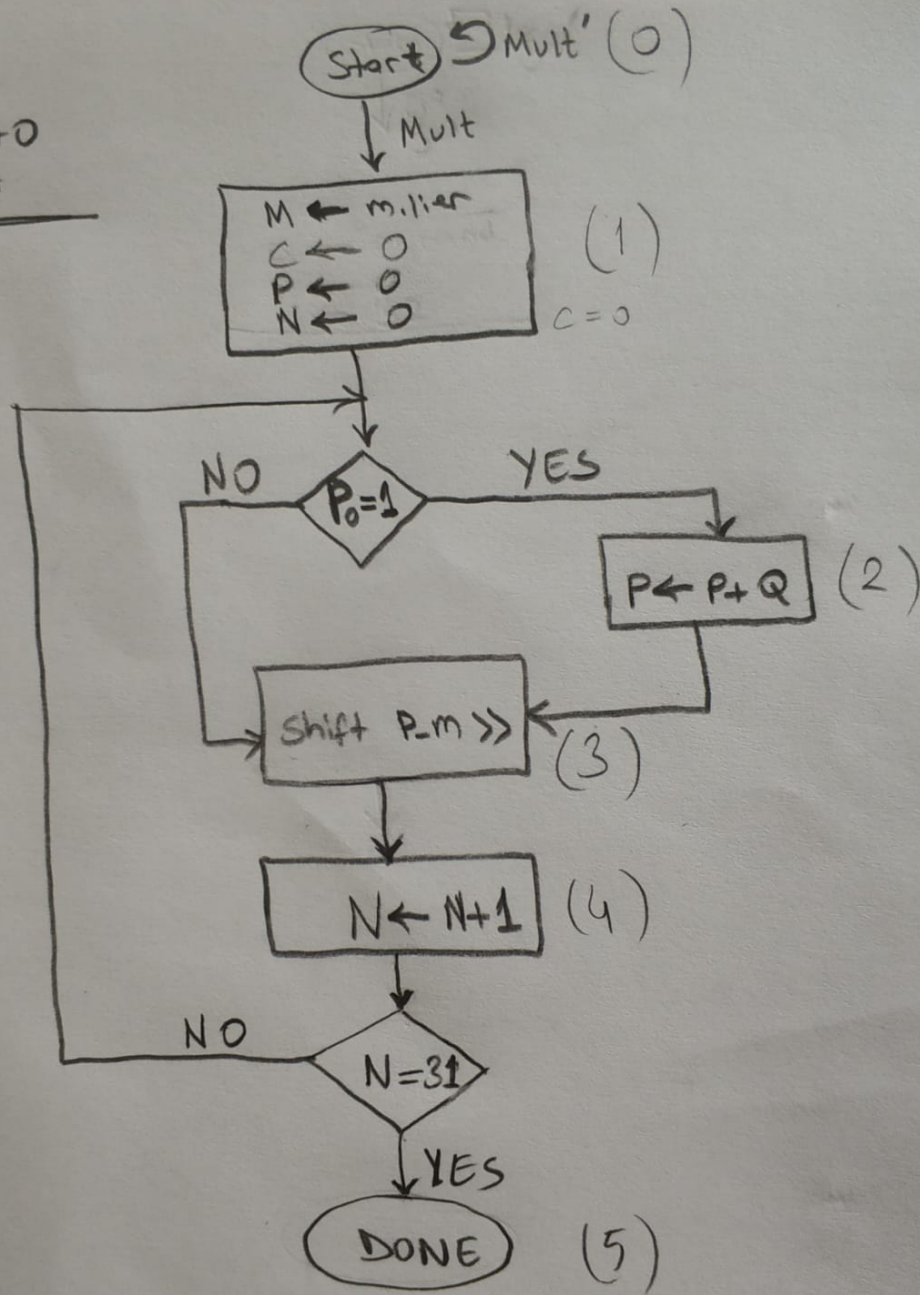 Start Mult' (0)
Mult
M ← m.lier
C ← 0
P ← 0
N ← 0
(1)
C = 0
NO
P₀=1
YES
P ← P + Q
(2)
Shift P_m >>
(3)
N ← N+1
(4)
NO
N=31
YES
DONE
(5)